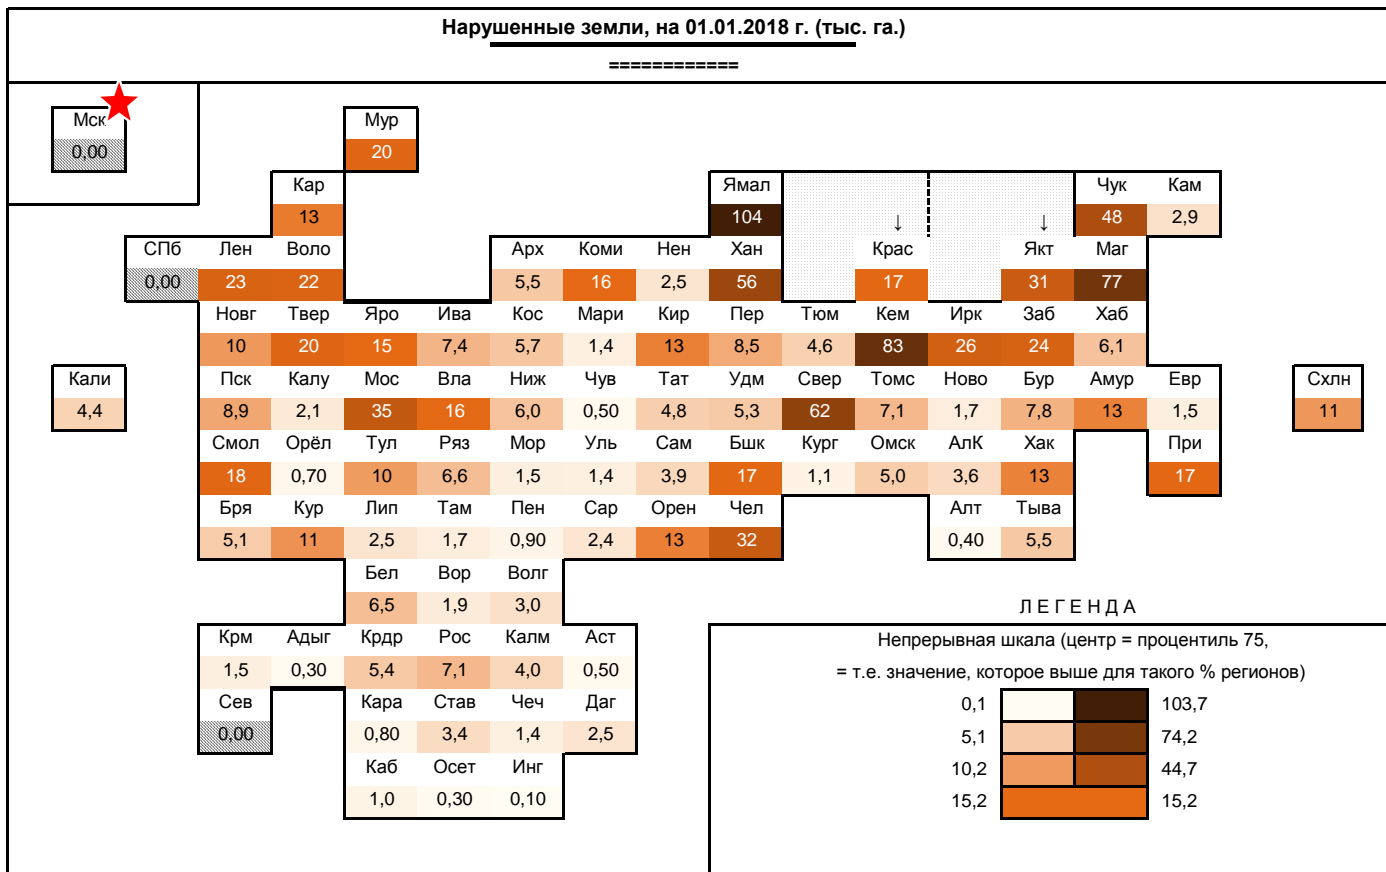 Нарушенные земли, на 01.01.2018 г. (тыс. га.)
============
Мск Мур
0,00 20
Кар Ямал Чук Кам
13 104 ↓ ↓ 48 2,9
СПб Лен Воло Арх Коми Нен Хан Крас Якт Маг
0,00 23 22 5,5 16 2,5 56 17 31 77
Новг Твер Яро Ива Кос Мари Кир Пер Тюм Кем Ирк Заб Хаб
10 20 15 7,4 5,7 1,4 13 8,5 4,6 83 26 24 6,1
Кали Пск Калу Мос Вла Ниж Чув Тат Удм Свер Томс Ново Бур Амур Евр Схлн
4,4 8,9 2,1 35 16 6,0 0,50 4,8 5,3 62 7,1 1,7 7,8 13 1,5 11
Смол Орёл Тул Ряз Мор Уль Сам Бшк Кург Омск АлК Хак При
18 0,70 10 6,6 1,5 1,4 3,9 17 1,1 5,0 3,6 13 17
Бря Кур Лип Там Пен Сар Орен Чел Алт Тыва
5,1 11 2,5 1,7 0,90 2,4 13 32 0,40 5,5
Бел Вор Волг
6,5 1,9 3,0
Крм Адыг Крдр Рос Калм Аст
1,5 0,30 5,4 7,1 4,0 0,50
Сев Кара Став Чеч Даг
0,00 0,80 3,4 1,4 2,5
Каб Осет Инг
1,0 0,30 0,10
Л Е Г Е Н Д А
Непрерывная шкала (центр = процентиль 75,
= т.е. значение, которое выше для такого % регионов)
0,1 103,7
5,1 74,2
10,2 44,7
15,2 15,2